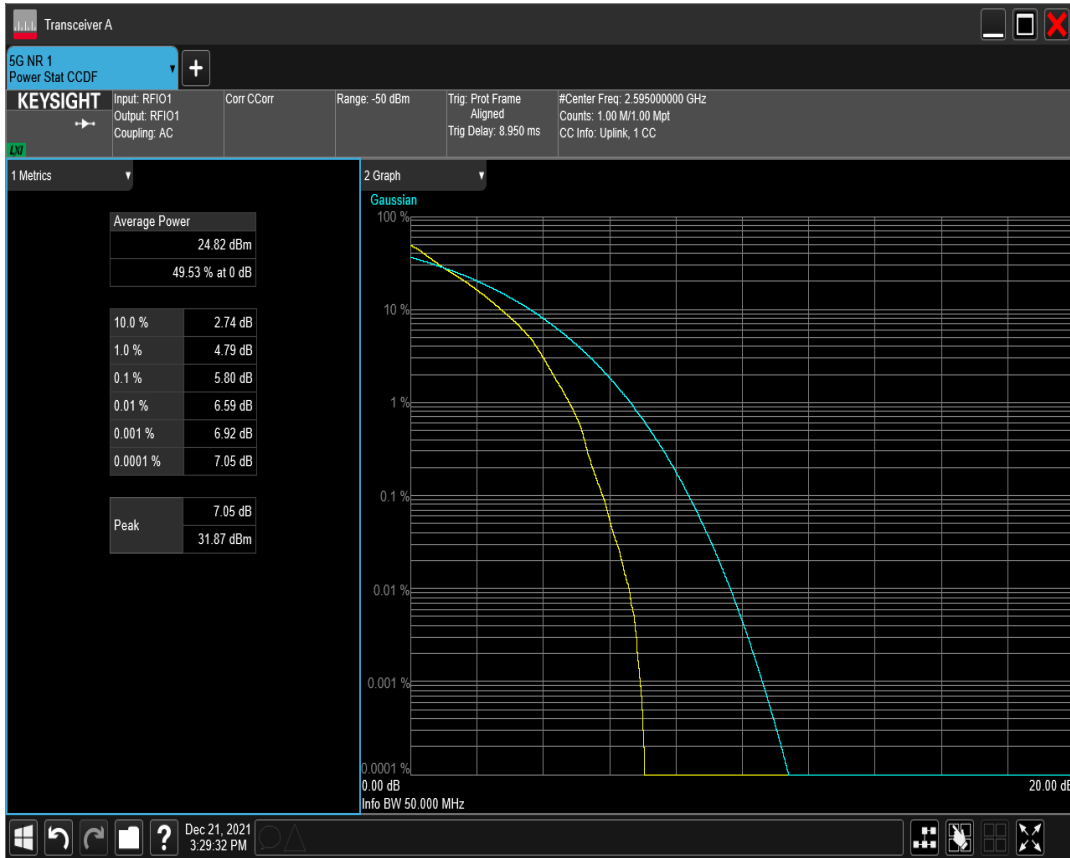 Transceiver A
5G NR 1
Power Stat CCDF
+
KEYSIGHT
LXI
Input: RFIO1
Output: RFIO1
Coupling: AC
Corr CCorr
Range: -50 dBm
Trig: Prot Frame
Aligned
Trig Delay: 8.950 ms
#Center Freq: 2.595000000 GHz
Counts: 1.00 M/1.00 Mpt
CC Info: Uplink, 1 CC
1 Metrics
Average Power
24.82 dBm
49.53 % at 0 dB
10.0 % 2.74 dB
1.0 % 4.79 dB
0.1 % 5.80 dB
0.01 % 6.59 dB
0.001 % 6.92 dB
0.0001 % 7.05 dB
Peak
7.05 dB
31.87 dBm
2 Graph
Gaussian
100 %
10 %
1 %
0.1 %
0.01 %
0.001 %
0.0001 %
0.00 dB 20.00 dB
Info BW 50.000 MHz
?
Dec 21, 2021
3:29:32 PM